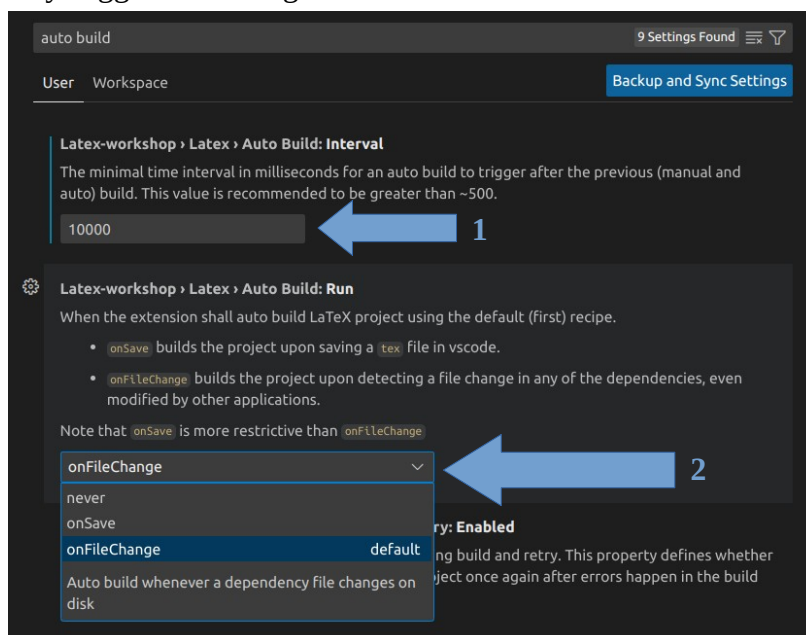 auto build
9 Settings Found
User Workspace
Backup and Sync Settings
Latex-workshop › Latex › Auto Build: Interval
The minimal time interval in milliseconds for an auto build to trigger after the previous (manual and
auto) build. This value is recommended to be greater than ~500.
10000
1
Latex-workshop › Latex › Auto Build: Run
When the extension shall auto build LaTeX project using the default (first) recipe.
• onSave builds the project upon saving a tex file in vscode.
• onFileChange builds the project upon detecting a file change in any of the dependencies, even
modified by other applications.
Note that onSave is more restrictive than onFileChange
onFileChange
2
never
onSave
ry: Enabled
onFileChange default
ng build and retry. This property defines whether
Auto build whenever a dependency file changes on
ject once again after errors happen in the build
disk